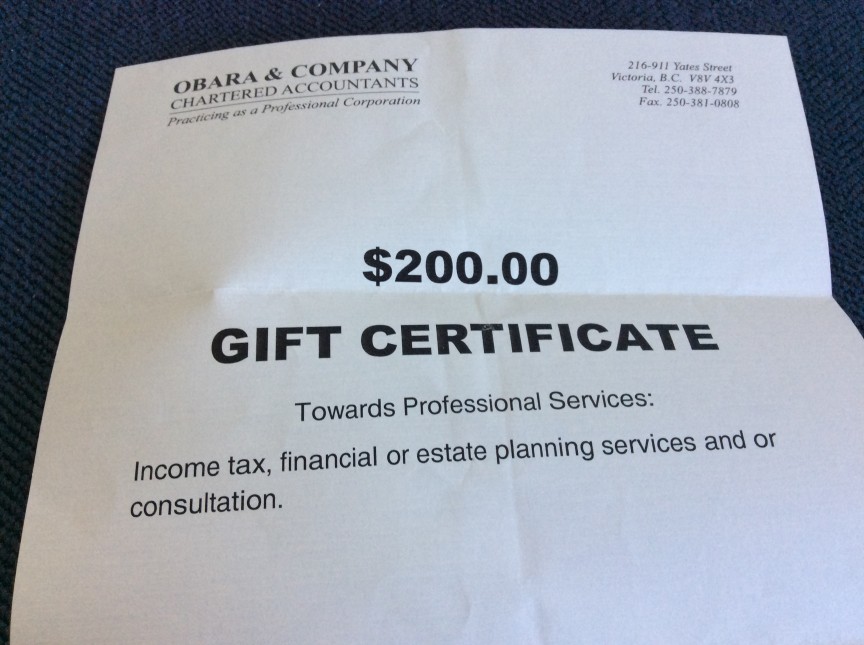 OBARA & COMPANY
CHARTERED ACCOUNTANTS
Practicing as a Professional Corporation
216-911 Yates Street
Victoria, B.C. V8V 4X3
Tel. 250-388-7879
Fax. 250-381-0808
$200.00
GIFT CERTIFICATE
Towards Professional Services:
Income tax, financial or estate planning services and or
consultation.